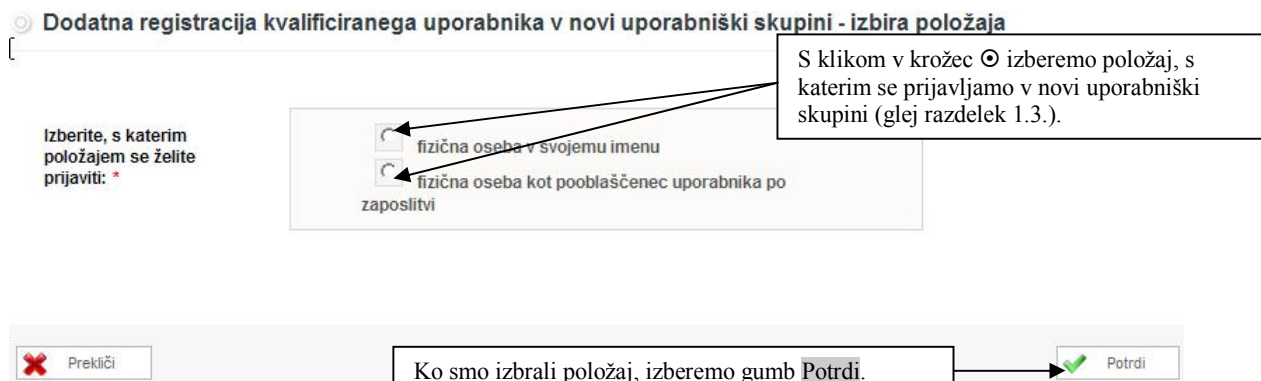 Dodatna registracija kvalificiranega uporabnika v novi uporabniški skupini - izbira položaja
S klikom v krožec ⊙ izberemo položaj, s
katerim se prijavljamo v novi uporabniški
skupini (glej razdelek 1.3.).
Izberite, s katerim
položajem se želite
prijaviti: *
fizična oseba v svojemu imenu
fizična oseba kot pooblaščenec uporabnika po
zaposlitvi
Prekliči
Ko smo izbrali položaj, izberemo gumb Potrdi.
Potrdi